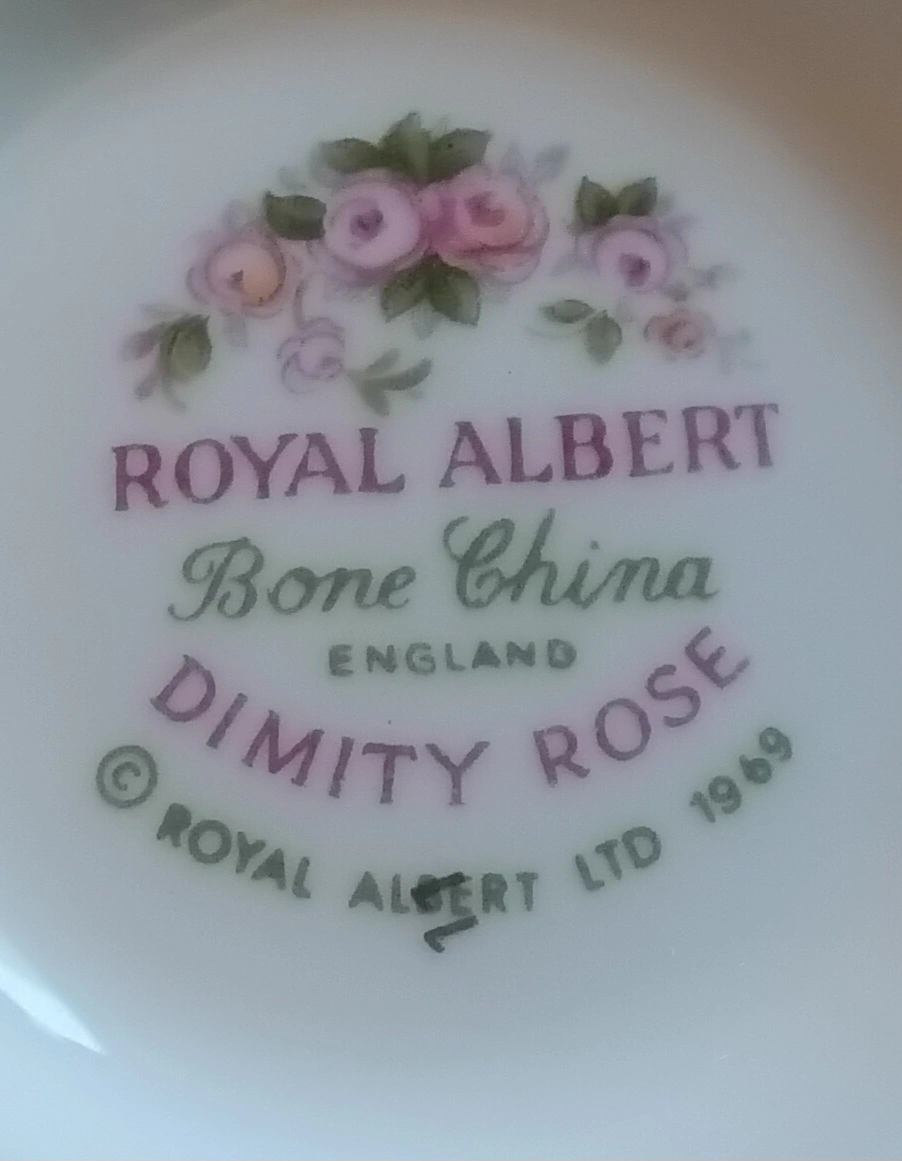 ROYAL ALBERT
Bone China
ENGLAND
DIMITY ROSE
© ROYAL ALBERT LTD 1969